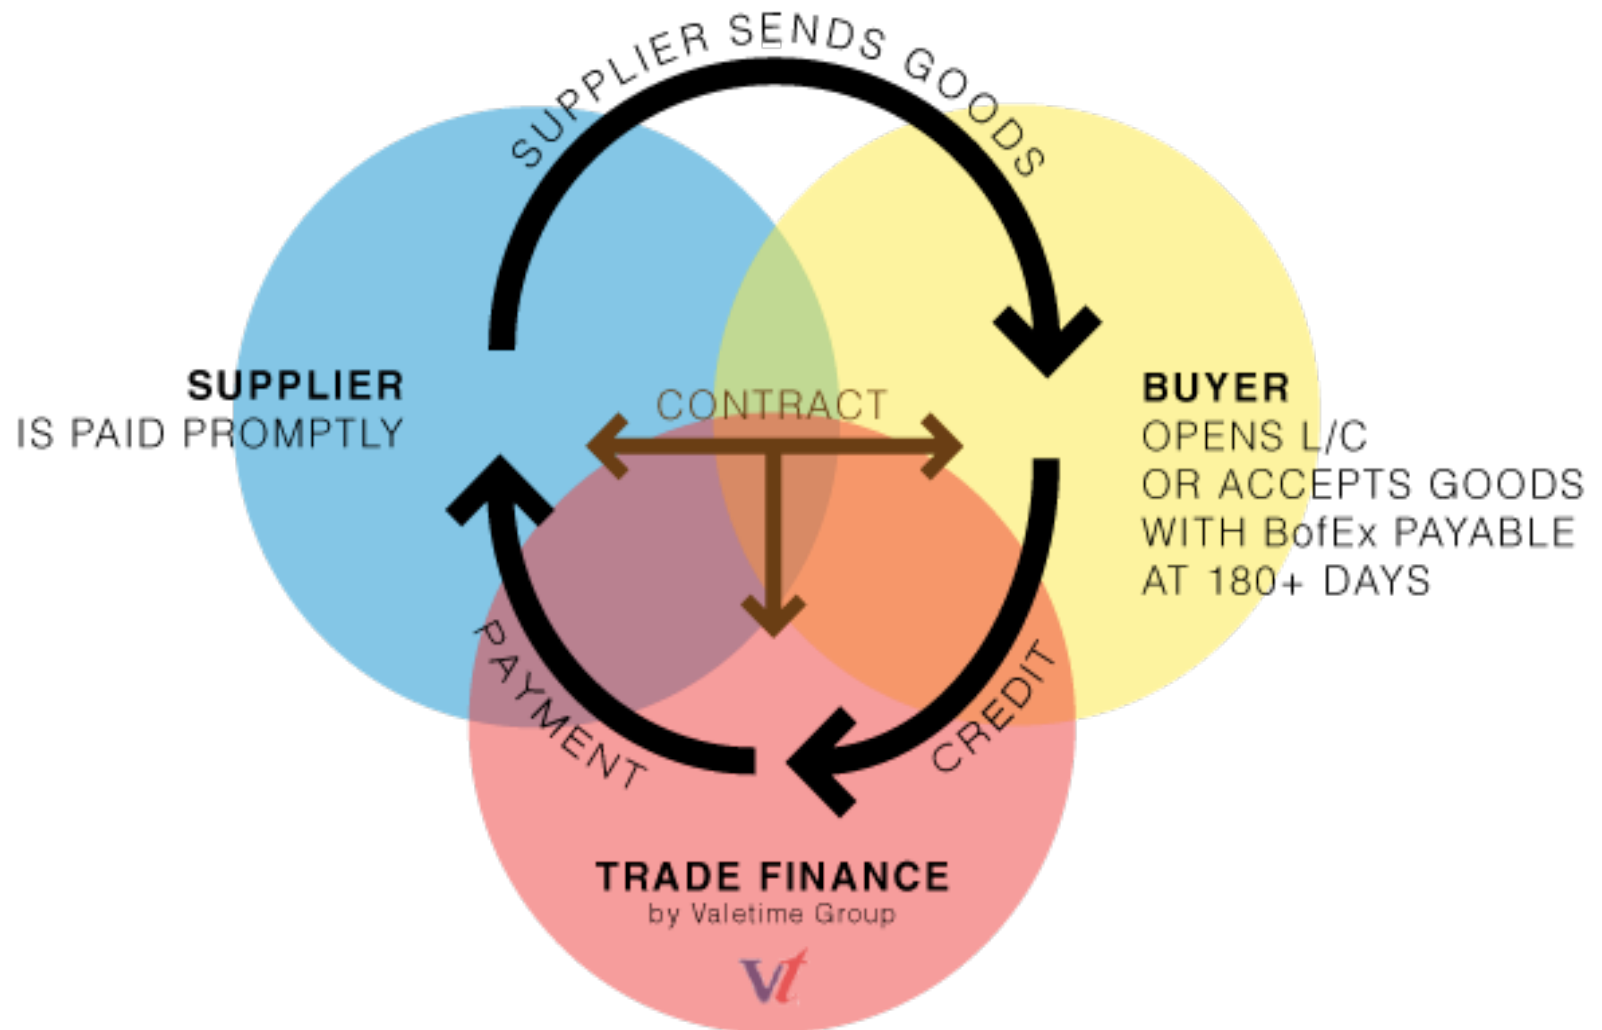 SUPPLIER SENDS GOODS
SUPPLIER
IS PAID PROMPTLY
CONTRACT
BUYER
OPENS L/C
OR ACCEPTS GOODS
WITH BofEx PAYABLE
AT 180+ DAYS
PAYMENT
CREDIT
TRADE FINANCE
by Valetime Group
vt